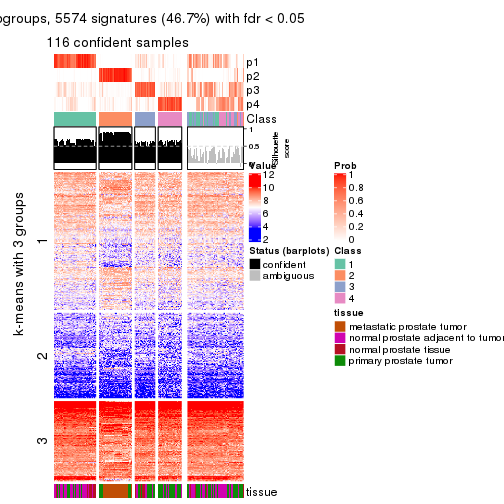 ogroups, 5574 signatures (46.7%) with fdr < 0.05
116 confident samples
p1
p2
p3
p4
Class
1
0.5
0
Silhouette
score
k-means with 3 groups
1
2
3
tissue
Value
12
10
8
6
4
2
Prob
1
0.8
0.6
0.4
0.2
0
Status (barplots)
confident
ambiguous
Class
1
2
3
4
tissue
metastatic prostate tumor
normal prostate adjacent to tumor
normal prostate tissue
primary prostate tumor